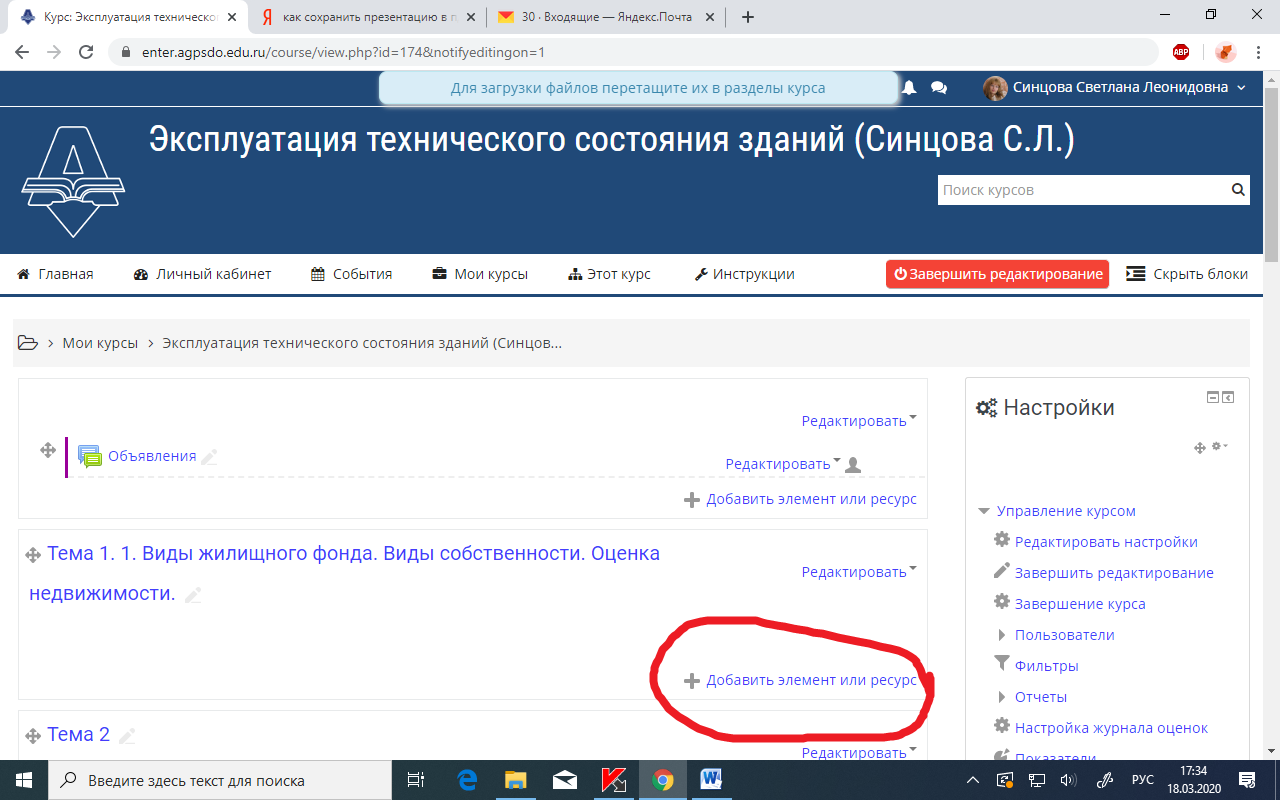 Курс: Эксплуатация техническо
как сохранить презентацию в п
30 · Входящие — Яндекс.Почта
enter.agpsdo.edu.ru/course/view.php?id=174&notifyeditingon=1
ABP
Для загрузки файлов перетащите их в разделы курса
Синцова Светлана Леонидовна
Эксплуатация технического состояния зданий (Синцова С.Л.)
Поиск курсов
Главная
Личный кабинет
События
Мои курсы
Этот курс
Инструкции
Завершить редактирование
Скрыть блоки
Мои курсы
Эксплуатация технического состояния зданий (Синцов...
Редактировать
Объявления
Редактировать
Добавить элемент или ресурс
Тема 1. 1. Виды жилищного фонда. Виды собственности. Оценка
недвижимости.
Редактировать
Добавить элемент или ресурс
Тема 2
Редактировать
Настройки
Управление курсом
Редактировать настройки
Завершить редактирование
Завершение курса
Пользователи
Фильтры
Отчеты
Настройка журнала оценок
Показатели
Введите здесь текст для поиска
РУС
17:34
18.03.2020